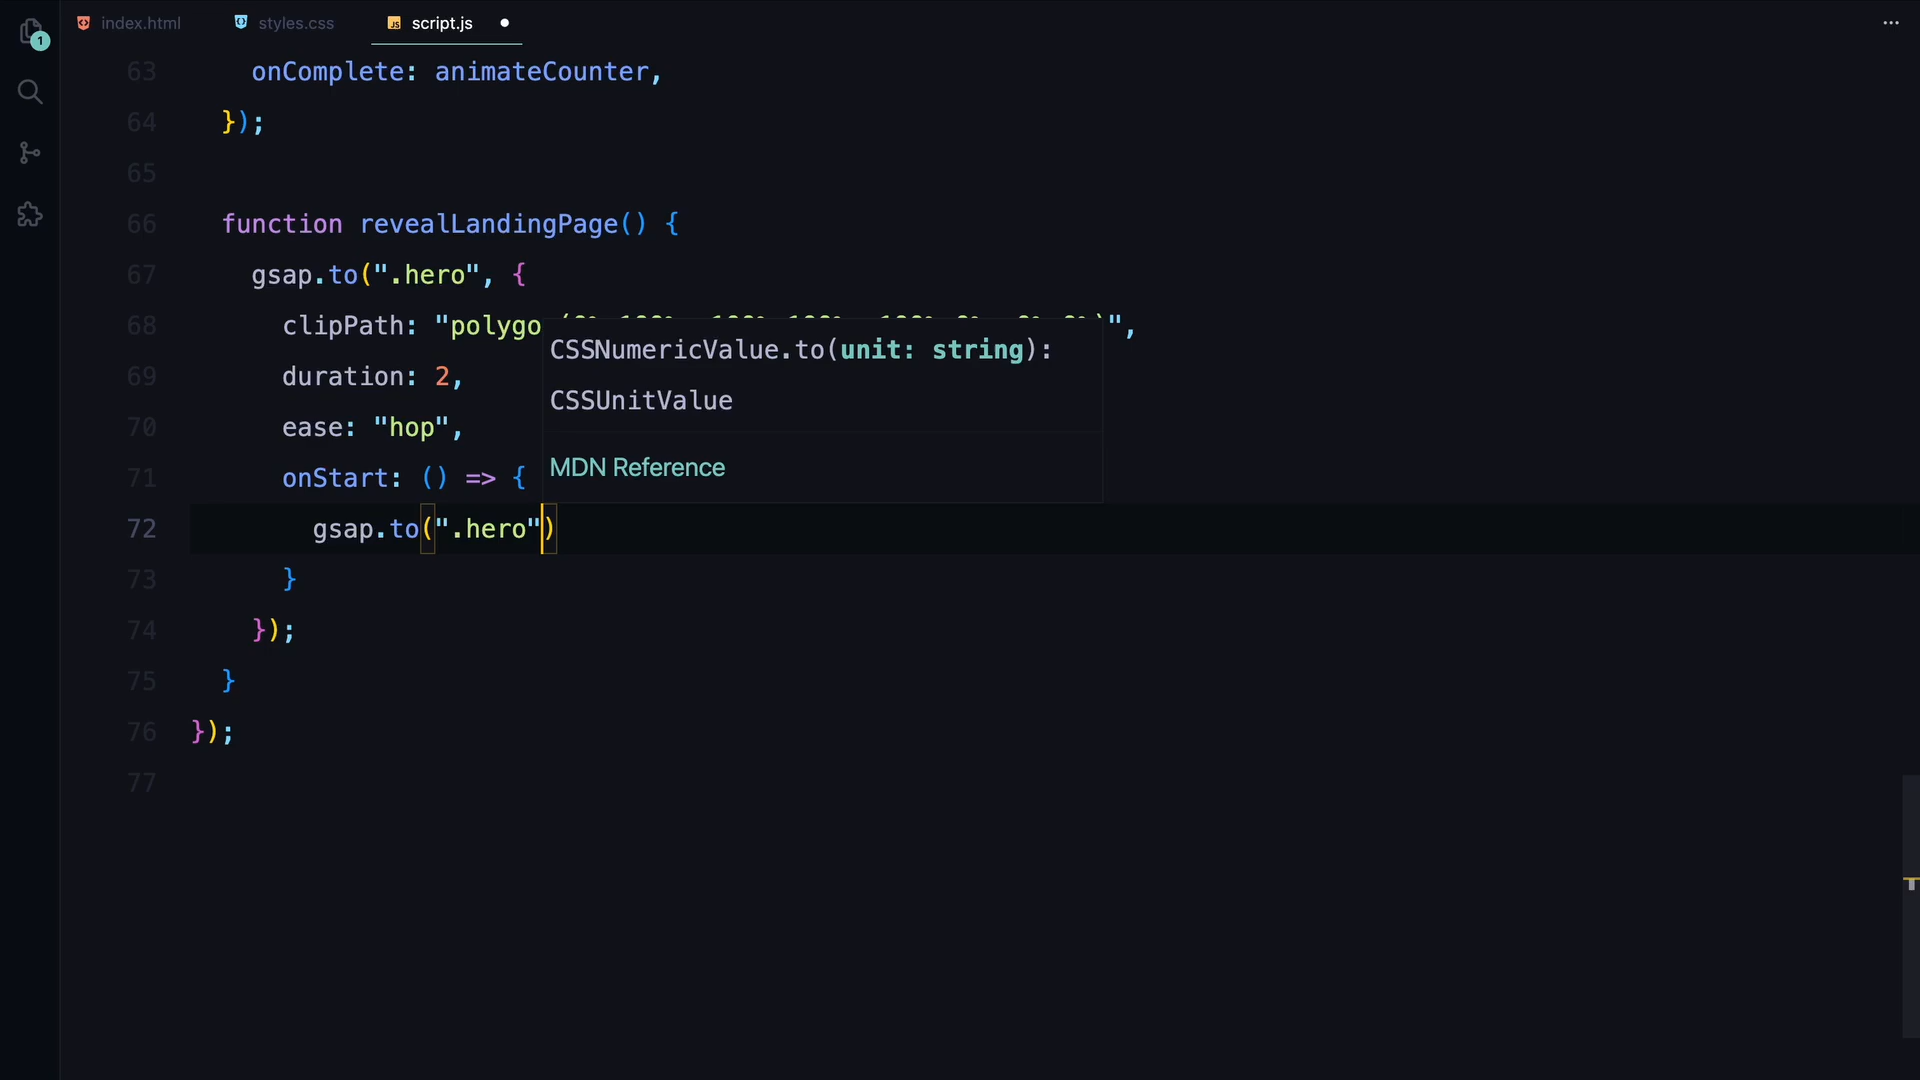 1
index.html
styles.css
JS script.js
63 onComplete: animateCounter,
64 });
65
66 function revealLandingPage() {
67 gsap.to(".hero", {
68 clipPath: "polygo ",
69 duration: 2,
70 ease: "hop",
71 onStart: () => {
72 gsap.to(".hero")
73 }
74 });
75 }
76 });
77
CSSNumericValue.to(unit: string):
CSSUnitValue
MDN Reference